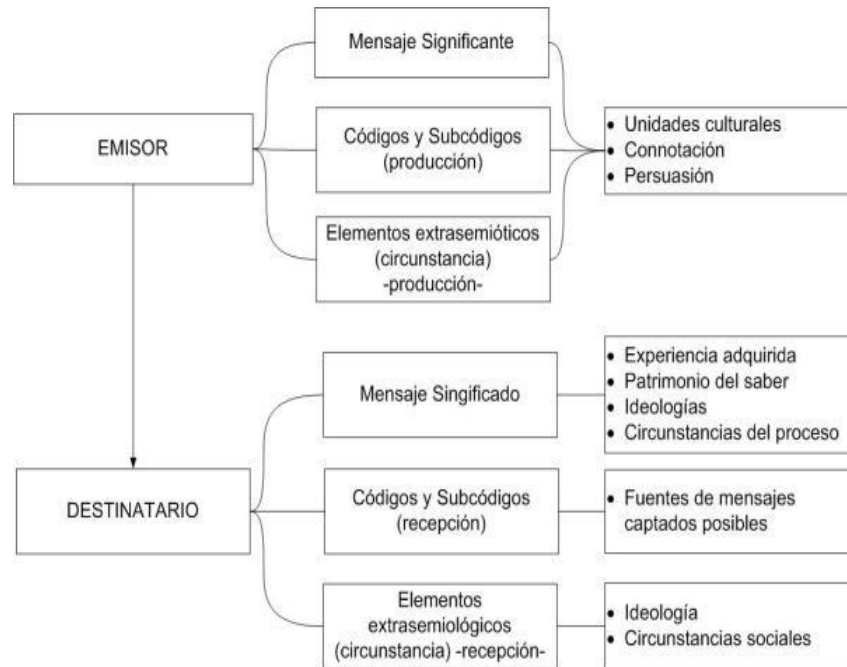 Mensaje Significante
EMISOR
Códigos y Subcódigos
(producción)
Elementos extrasemióticos
(circunstancia)
-producción-
• Unidades culturales
• Connotación
• Persuasión
DESTINATARIO
Mensaje Singificado
• Experiencia adquirida
• Patrimonio del saber
• Ideologías
• Circunstancias del proceso
Códigos y Subcódigos
(recepción)
• Fuentes de mensajes
captados posibles
Elementos
extrasemiológicos
(circunstancia) -recepción-
• Ideología
• Circunstancias sociales